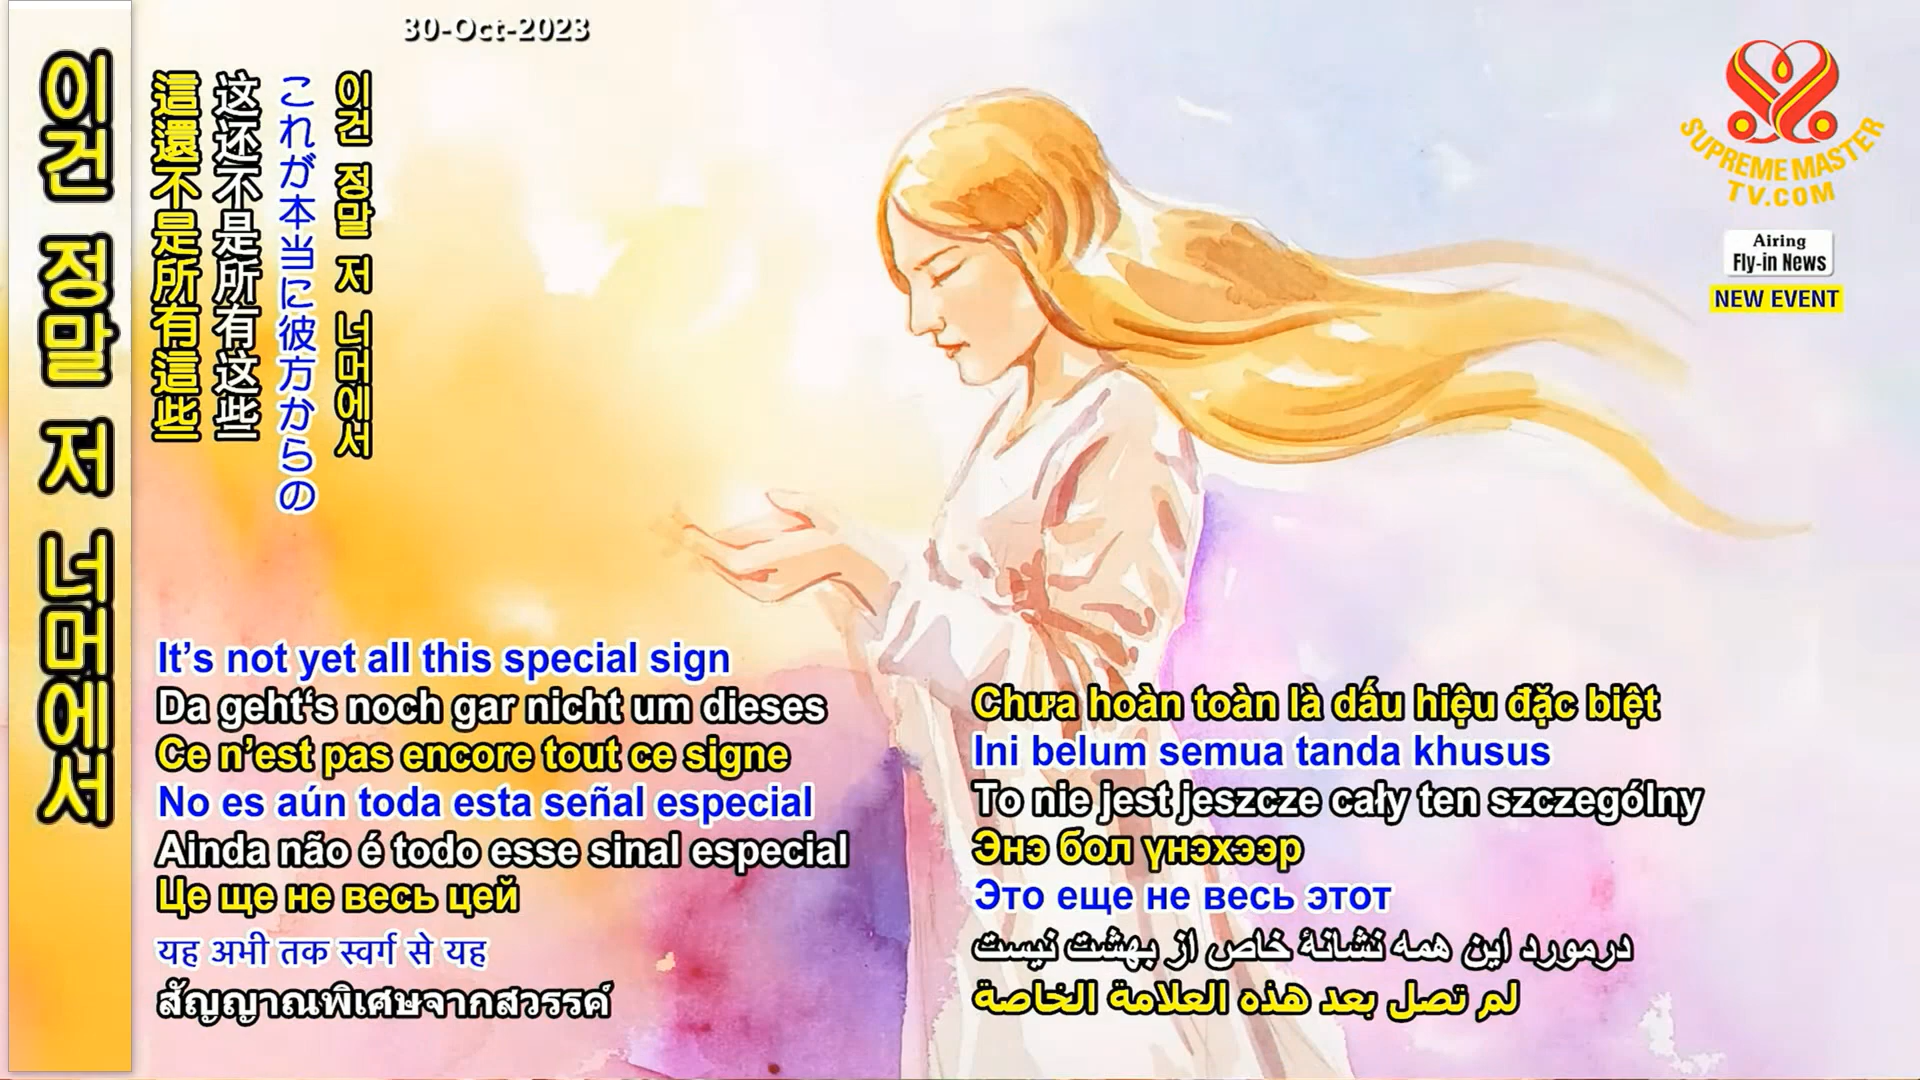 30-Oct-2023
이건 정말 저 너머에서
這還不是所有這些
这还不是所有这些
これが本当に彼方からの
이건 정말 저 너머에서
SUPREME MASTER
TV.COM
Airing
Fly-in News
NEW EVENT
It’s not yet all this special sign
Da geht‘s noch gar nicht um dieses
Ce n’est pas encore tout ce signe
No es aún toda esta señal especial
Ainda não é todo esse sinal especial
Це ще не весь цей
यह अभी तक स्वर्ग से यह
สัญญาณพิเศษจากสวรรค์
Chưa hoàn toàn là dấu hiệu đặc biệt
Ini belum semua tanda khusus
To nie jest jeszcze cały ten szczególny
Энэ бол үнэхээр
Это еще не весь этот
درمورد این همه نشانهٔ خاص از بهشت نیست
لم تصل بعد هذه العلامة الخاصة